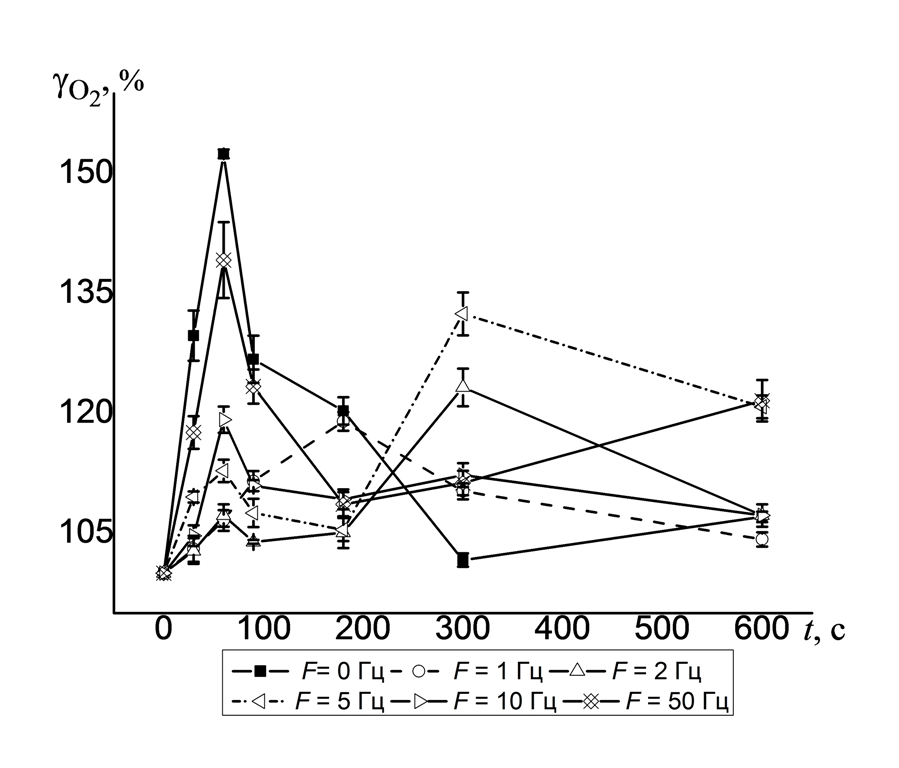 γO₂, %
150
135
120
105
0 100 200 300 400 500 600 t, c
F= 0 Гц F = 1 Гц F = 2 Гц
F = 5 Гц F = 10 Гц F = 50 Гц